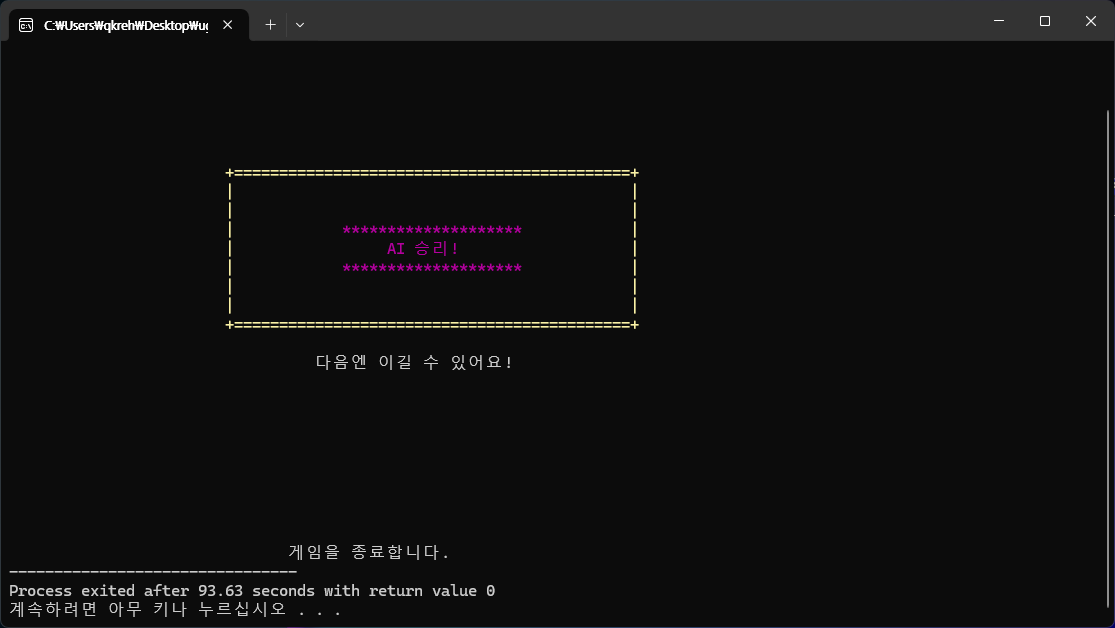 C:₩Users₩qkreh₩Desktop₩ug
+============================================+
********************
AI 승리!
********************
+============================================+
다음엔 이길 수 있어요!
게임을 종료합니다.
--------------------------------
Process exited after 93.63 seconds with return value 0
계속하려면 아무 키나 누르십시오 . . .